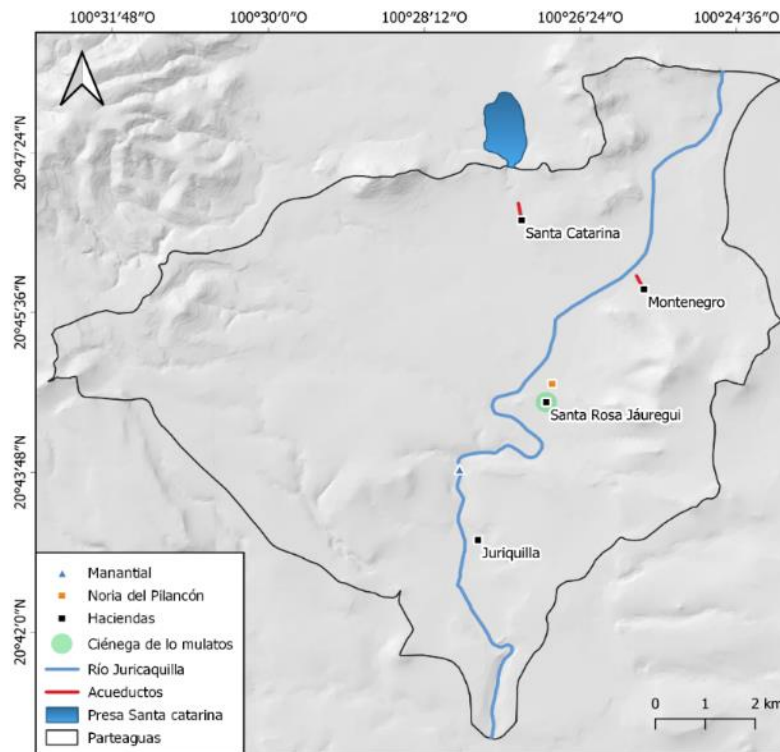 100°31'48"O 100°30'0"O 100°28'12"O 100°26'24"O 100°24'36"O
20°47'24"N
20°45'36"N
20°43'48"N
20°42'0"N
Santa Catarina
Montenegro
Santa Rosa Jáuregui
Juriquilla
Manantial
Noria del Pilancón
Haciendas
Ciénega de lo mulatos
Río Juricaquilla
Acueductos
Presa Santa catarina
Parteaguas
0 1 2 km